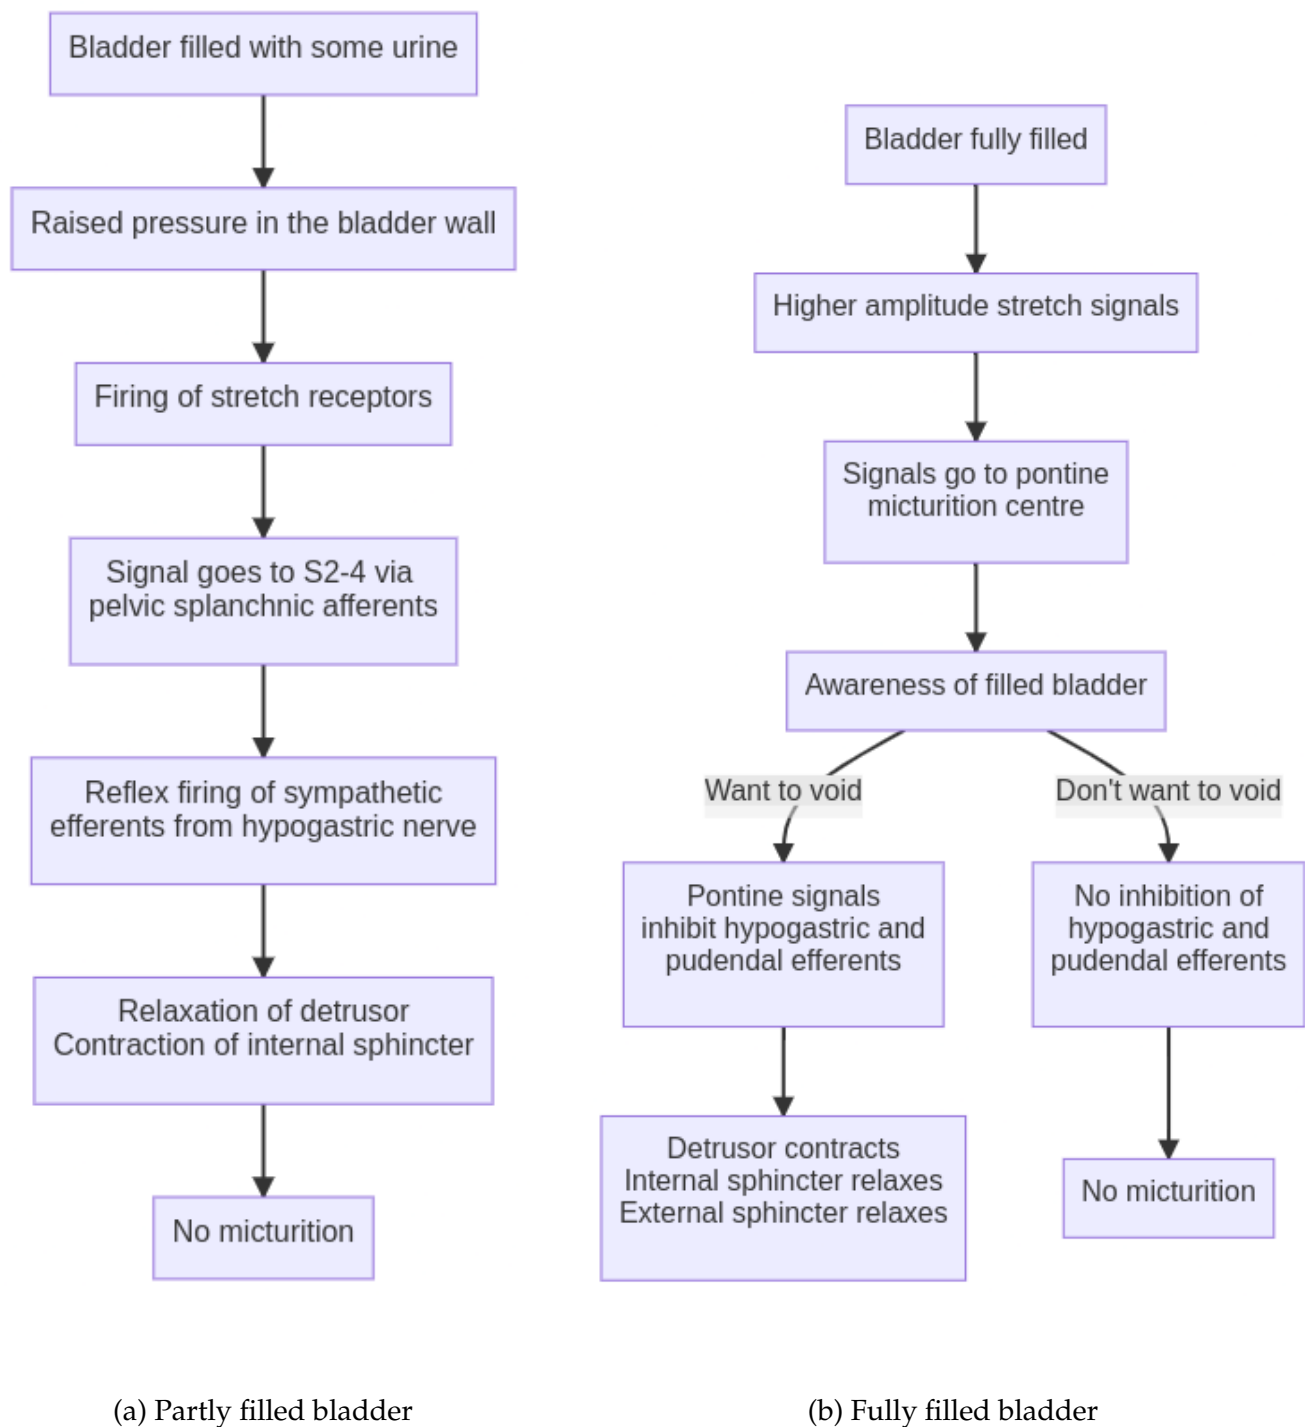 Bladder filled with some urine
Raised pressure in the bladder wall
Firing of stretch receptors
Signal goes to S2-4 via
pelvic splanchnic afferents
Reflex firing of sympathetic
efferents from hypogastric nerve
Relaxation of detrusor
Contraction of internal sphincter
No micturition
(a) Partly filled bladder
Bladder fully filled
Higher amplitude stretch signals
Signals go to pontine
micturition centre
Awareness of filled bladder
Want to void
Don't want to void
Pontine signals
inhibit hypogastric and
pudendal efferents
No inhibition of
hypogastric and
pudendal efferents
Detrusor contracts
Internal sphincter relaxes
External sphincter relaxes
No micturition
(b) Fully filled bladder